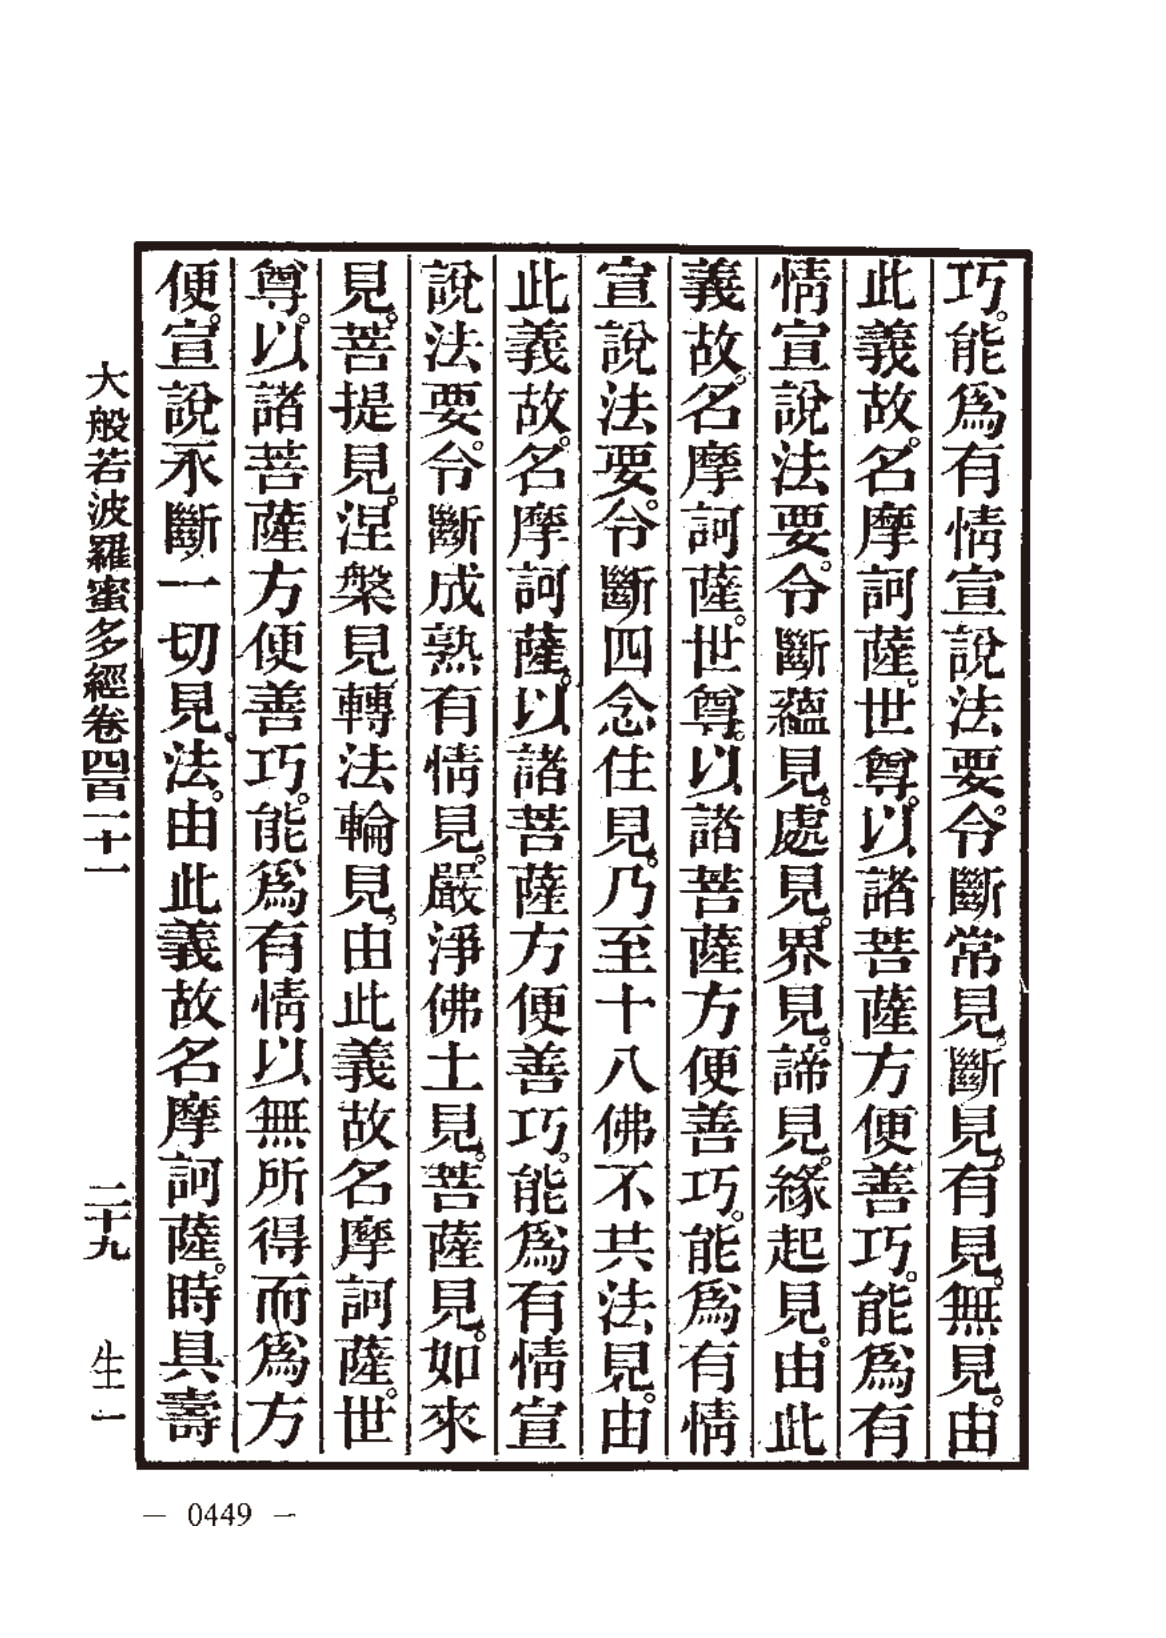 巧。能爲有情宣說法要。令斷常見。斷見。有見。無見。由
此義故。名摩訶薩。世尊。以諸菩薩方便善巧。能爲有
情宣說法要。令斷蘊見。處見。界見。諦見。緣起見。由此
義故。名摩訶薩。世尊。以諸菩薩方便善巧。能爲有情
宣說法要。令斷四念住見。乃至十八佛不共法見。由
此義故。名摩訶薩。以諸菩薩方便善巧。能爲有情宣
說法要。令斷成熟有情見。嚴淨佛土見。菩薩見。如來
見。菩提見。涅槃見轉法輪見。由此義故名摩訶薩。世
尊。以諸菩薩方便善巧。能爲有情以無所得而爲方
便。宣說永斷一切見。法。由此義故名摩訶薩。時具壽
大般若波羅蜜多經卷四百一十一
二十九
生一
— 0449 —